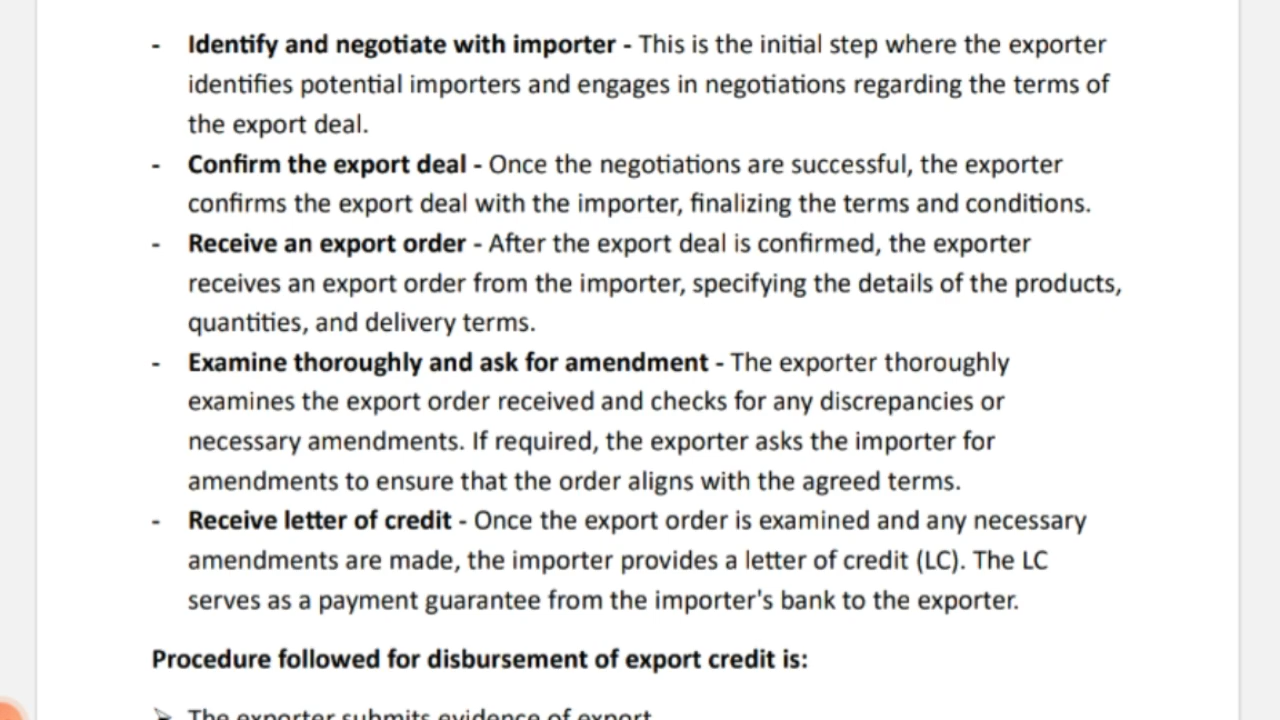 - Identify and negotiate with importer - This is the initial step where the exporter
identifies potential importers and engages in negotiations regarding the terms of
the export deal.
- Confirm the export deal - Once the negotiations are successful, the exporter
confirms the export deal with the importer, finalizing the terms and conditions.
- Receive an export order - After the export deal is confirmed, the exporter
receives an export order from the importer, specifying the details of the products,
quantities, and delivery terms.
- Examine thoroughly and ask for amendment - The exporter thoroughly
examines the export order received and checks for any discrepancies or
necessary amendments. If required, the exporter asks the importer for
amendments to ensure that the order aligns with the agreed terms.
- Receive letter of credit - Once the export order is examined and any necessary
amendments are made, the importer provides a letter of credit (LC). The LC
serves as a payment guarantee from the importer's bank to the exporter.
Procedure followed for disbursement of export credit is:
➢ The exporter submits evidence of export